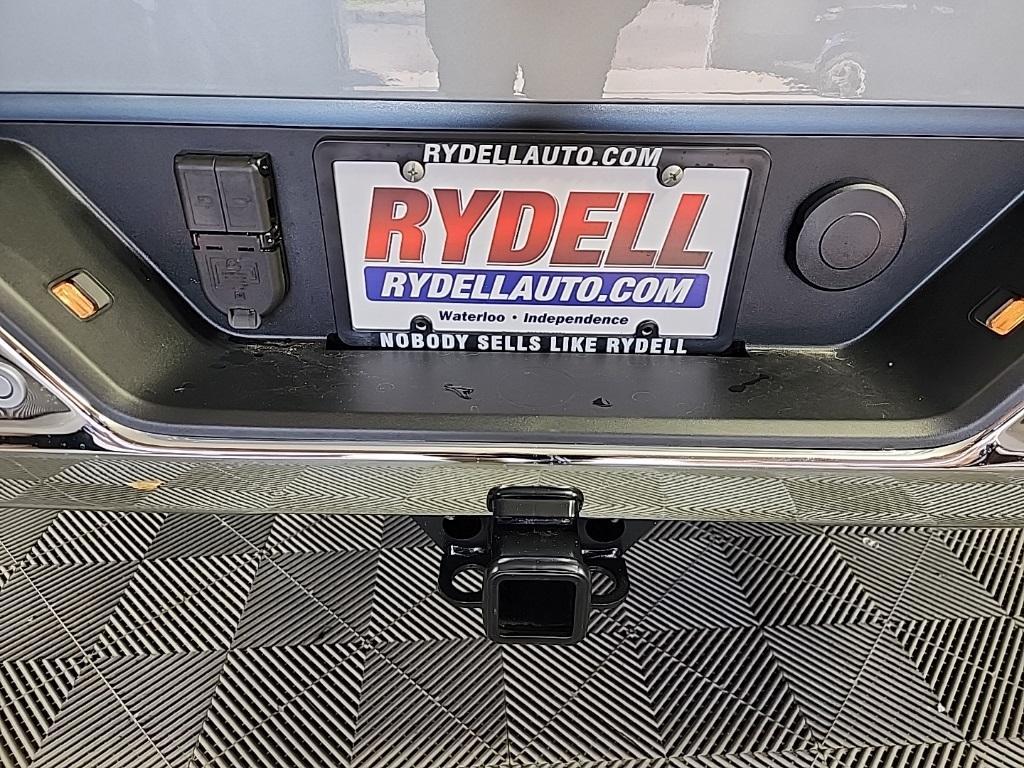 RYDELLAUTO.COM
RYDELL
RYDELLAUTO.COM
Waterloo • Independence
NOBODY SELLS LIKE RYDELL